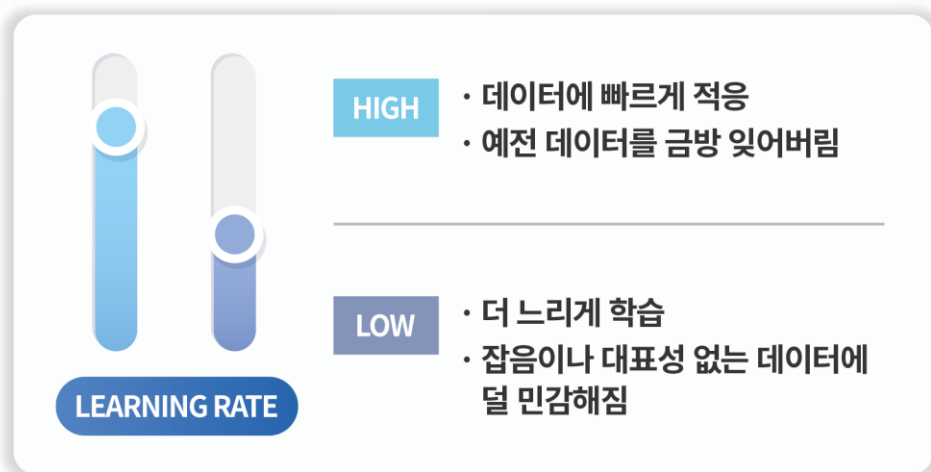 HIGH
· 데이터에 빠르게 적응
· 예전 데이터를 금방 잊어버림
LOW
· 더 느리게 학습
· 잡음이나 대표성 없는 데이터에
덜 민감해짐
LEARNING RATE